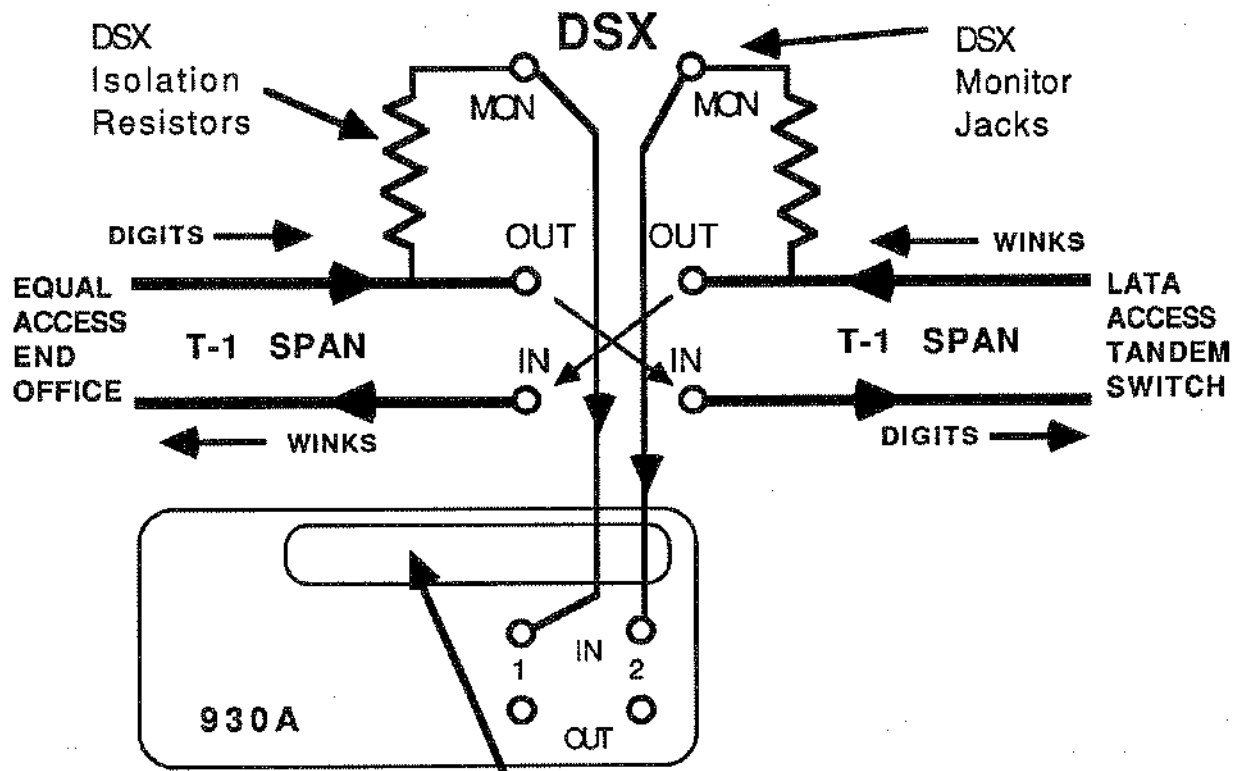 DSX
Isolation
Resistors
DSX
DSX
Monitor
Jacks
MON
MON
DIGITS
OUT
OUT
WINKS
EQUAL
ACCESS
END
OFFICE
T-1 SPAN
IN
IN
T-1 SPAN
LATA
ACCESS
TANDEM
SWITCH
WINKS
DIGITS
1
IN
2
930A
OUT